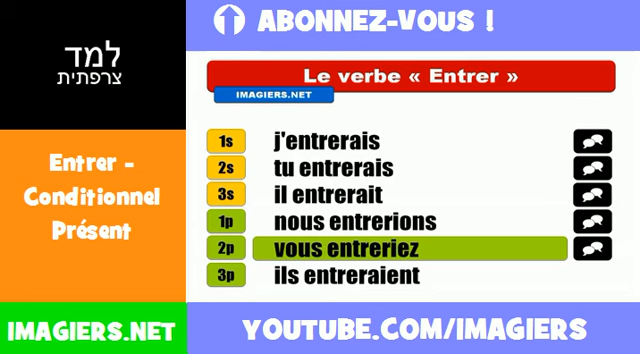 למד
צרפתית
Entrer -
Conditionnel
Présent
IMAGIERS.NET
ABONNEZ-VOUS !
Le verbe « Entrer »
IMAGIERS.NET
1s j'entrerais
2s tu entrerais
3s il entrerait
1p nous entrerions
2p vous entreriez
3p ils entreraient
YOUTUBE.COM/IMAGIERS